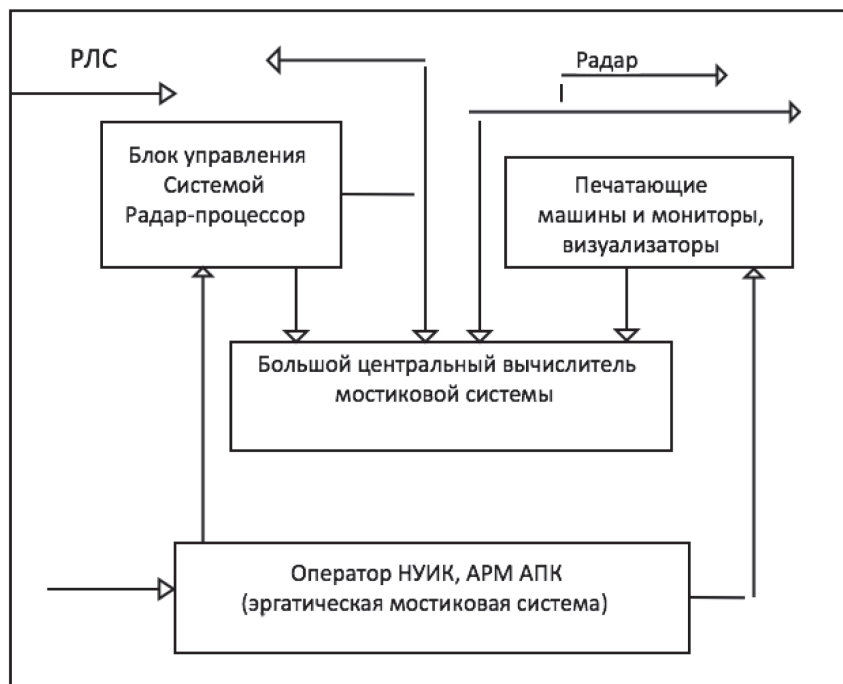 РЛС
Радар
Блок управления
Системой
Радар-процессор
Печатающие
машины и мониторы,
визуализаторы
Большой центральный вычислитель
мостиковой системы
Оператор НУИК, АРМ АПК
(эргатическая мостиковая система)